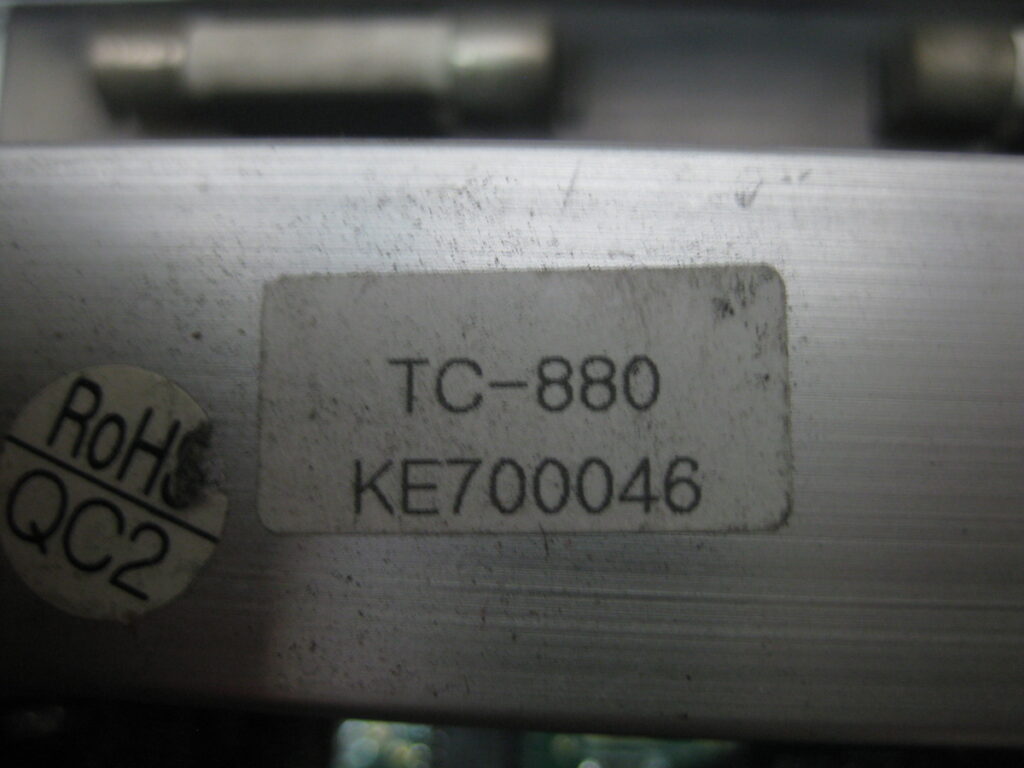 TC-880
KE700046
RoHS
QC2